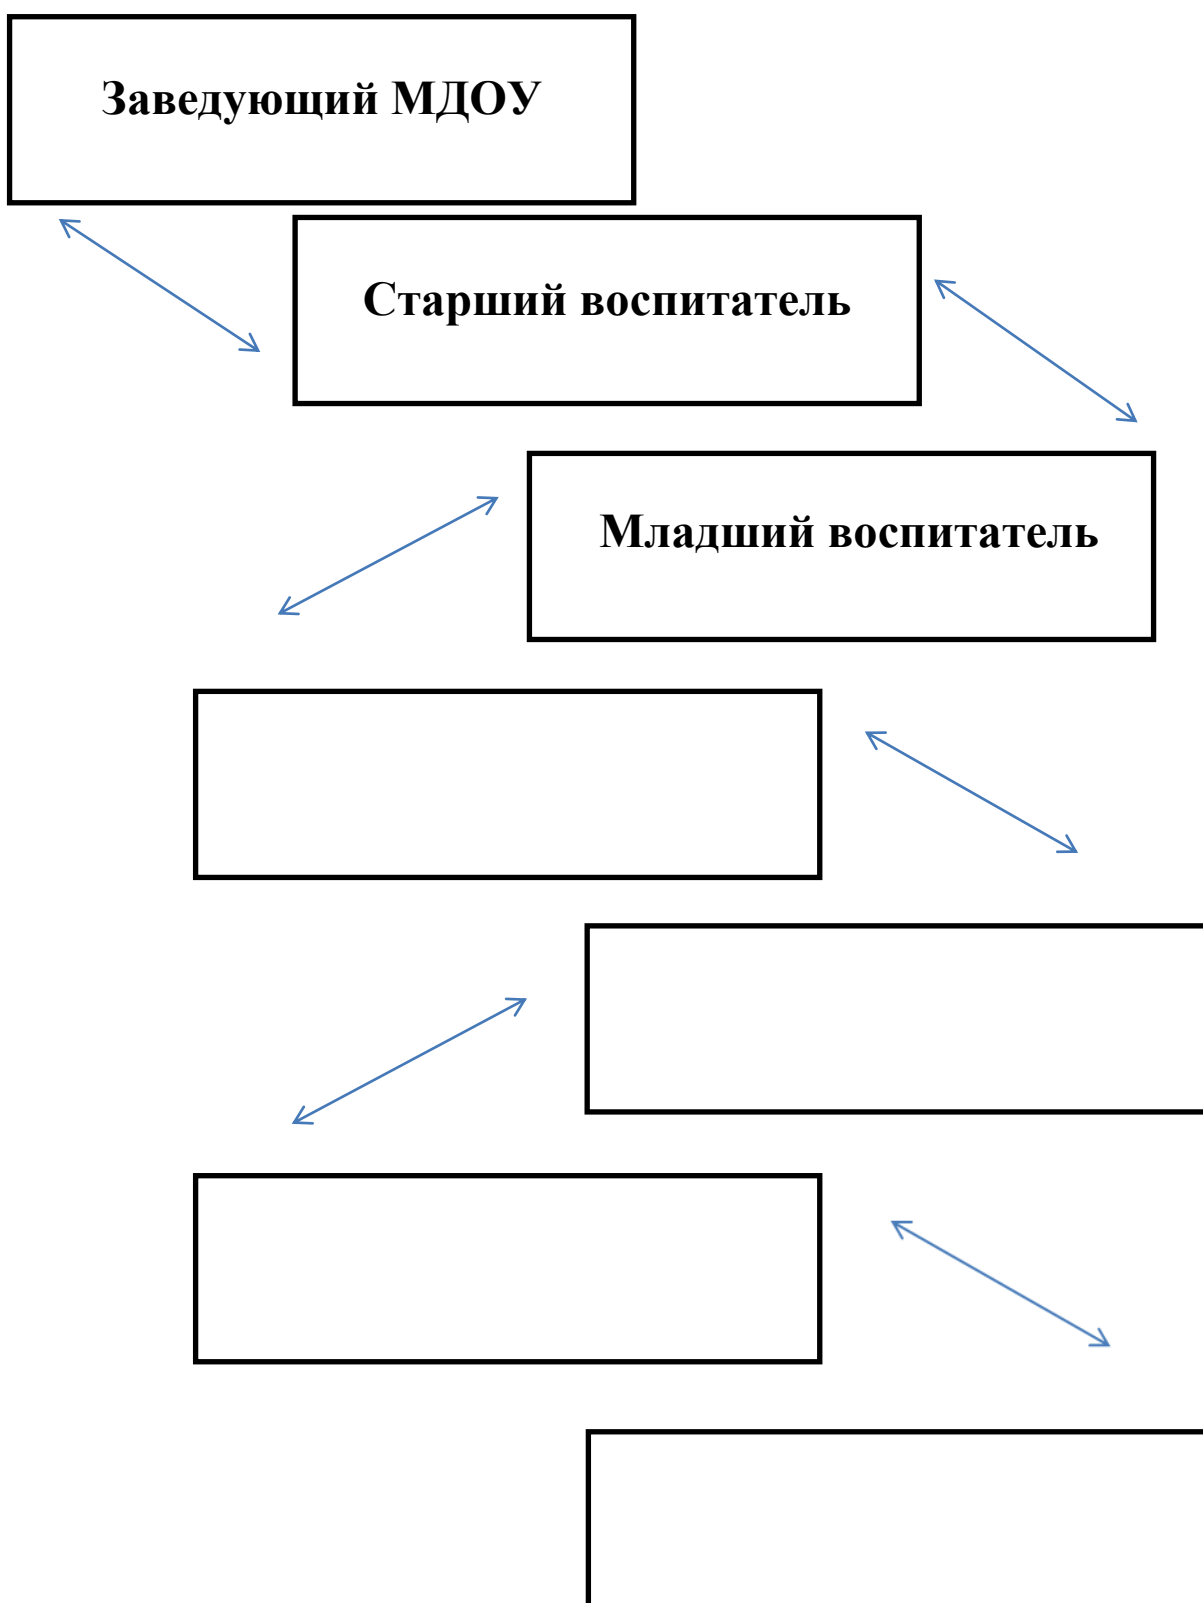 Заведующий МДОУ
Старший воспитатель
Младший воспитатель